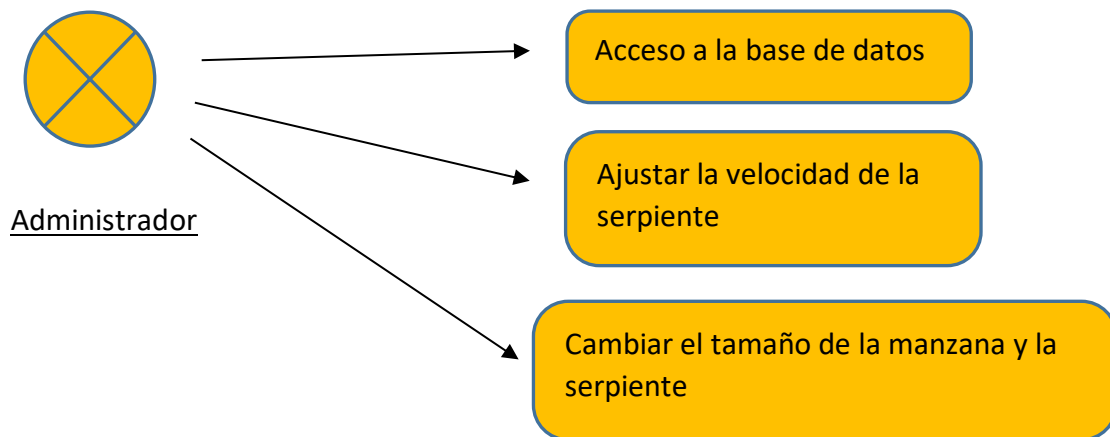 Acceso a la base de datos
Ajustar la velocidad de la
serpiente
Administrador
Cambiar el tamaño de la manzana y la
serpiente